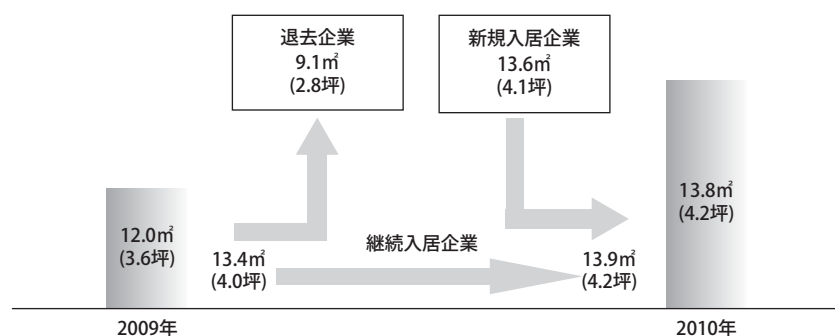 退去企業
9.1㎡
(2.8坪)
新規入居企業
13.6㎡
(4.1坪)
12.0㎡
(3.6坪)
13.4㎡
(4.0坪)
継続入居企業
13.9㎡
(4.2坪)
13.8㎡
(4.2坪)
2009年
2010年